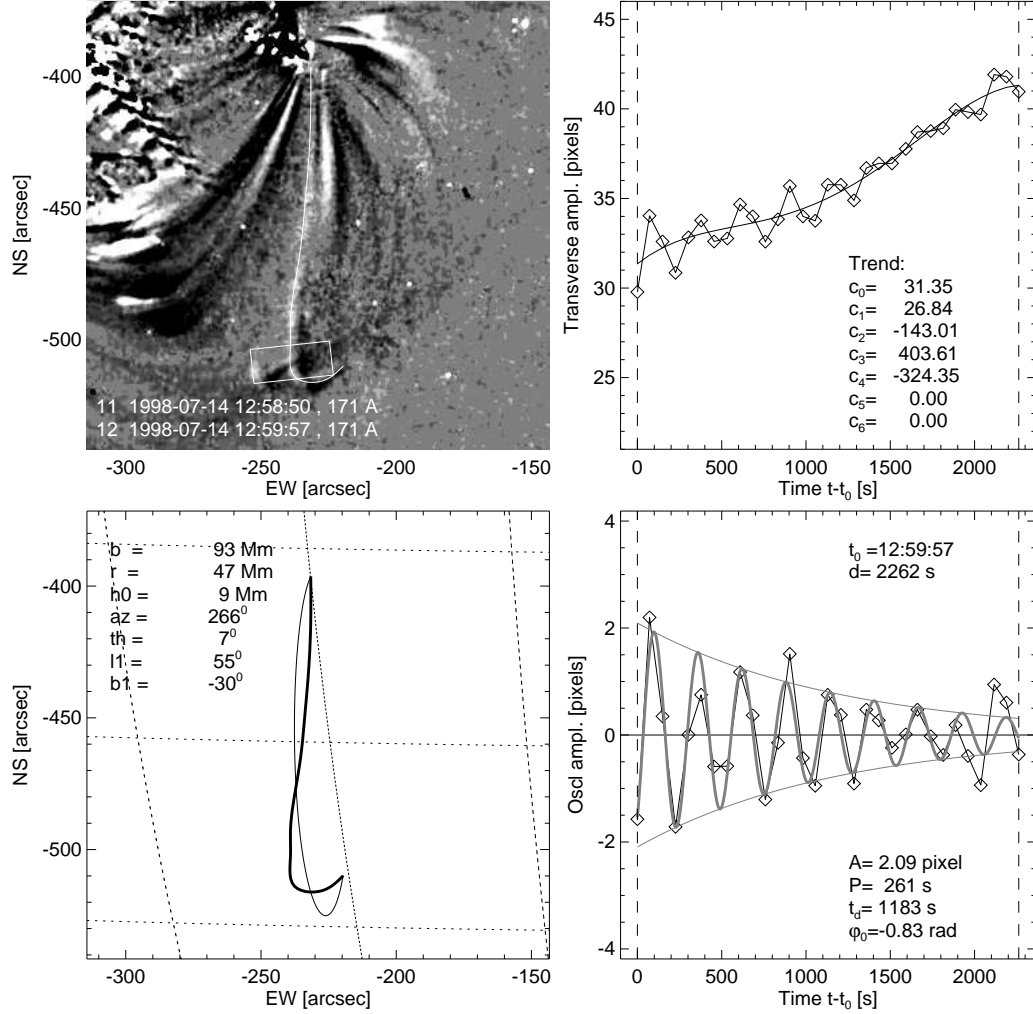 -400
-450
-500
NS [arcsec]
11 1998-07-14 12:58:50 , 171 A
12 1998-07-14 12:59:57 , 171 A
-300
-250
-200
-150
EW [arcsec]
45
40
35
30
25
Transverse ampl. [pixels]
Trend:
c₀= 31.35
c₁= 26.84
c₂= -143.01
c₃= 403.61
c₄= -324.35
c₅= 0.00
c₆= 0.00
0
500
1000
1500
2000
Time t-t₀ [s]
-400
-450
-500
NS [arcsec]
b = 93 Mm
r = 47 Mm
h0 = 9 Mm
az = 266⁰
th = 7⁰
l1 = 55⁰
b1 = -30⁰
-300
-250
-200
-150
EW [arcsec]
4
2
0
-2
-4
Oscl ampl. [pixels]
t₀ =12:59:57
d= 2262 s
A= 2.09 pixel
P= 261 s
t_d= 1183 s
φ₀=-0.83 rad
0
500
1000
1500
2000
Time t-t₀ [s]